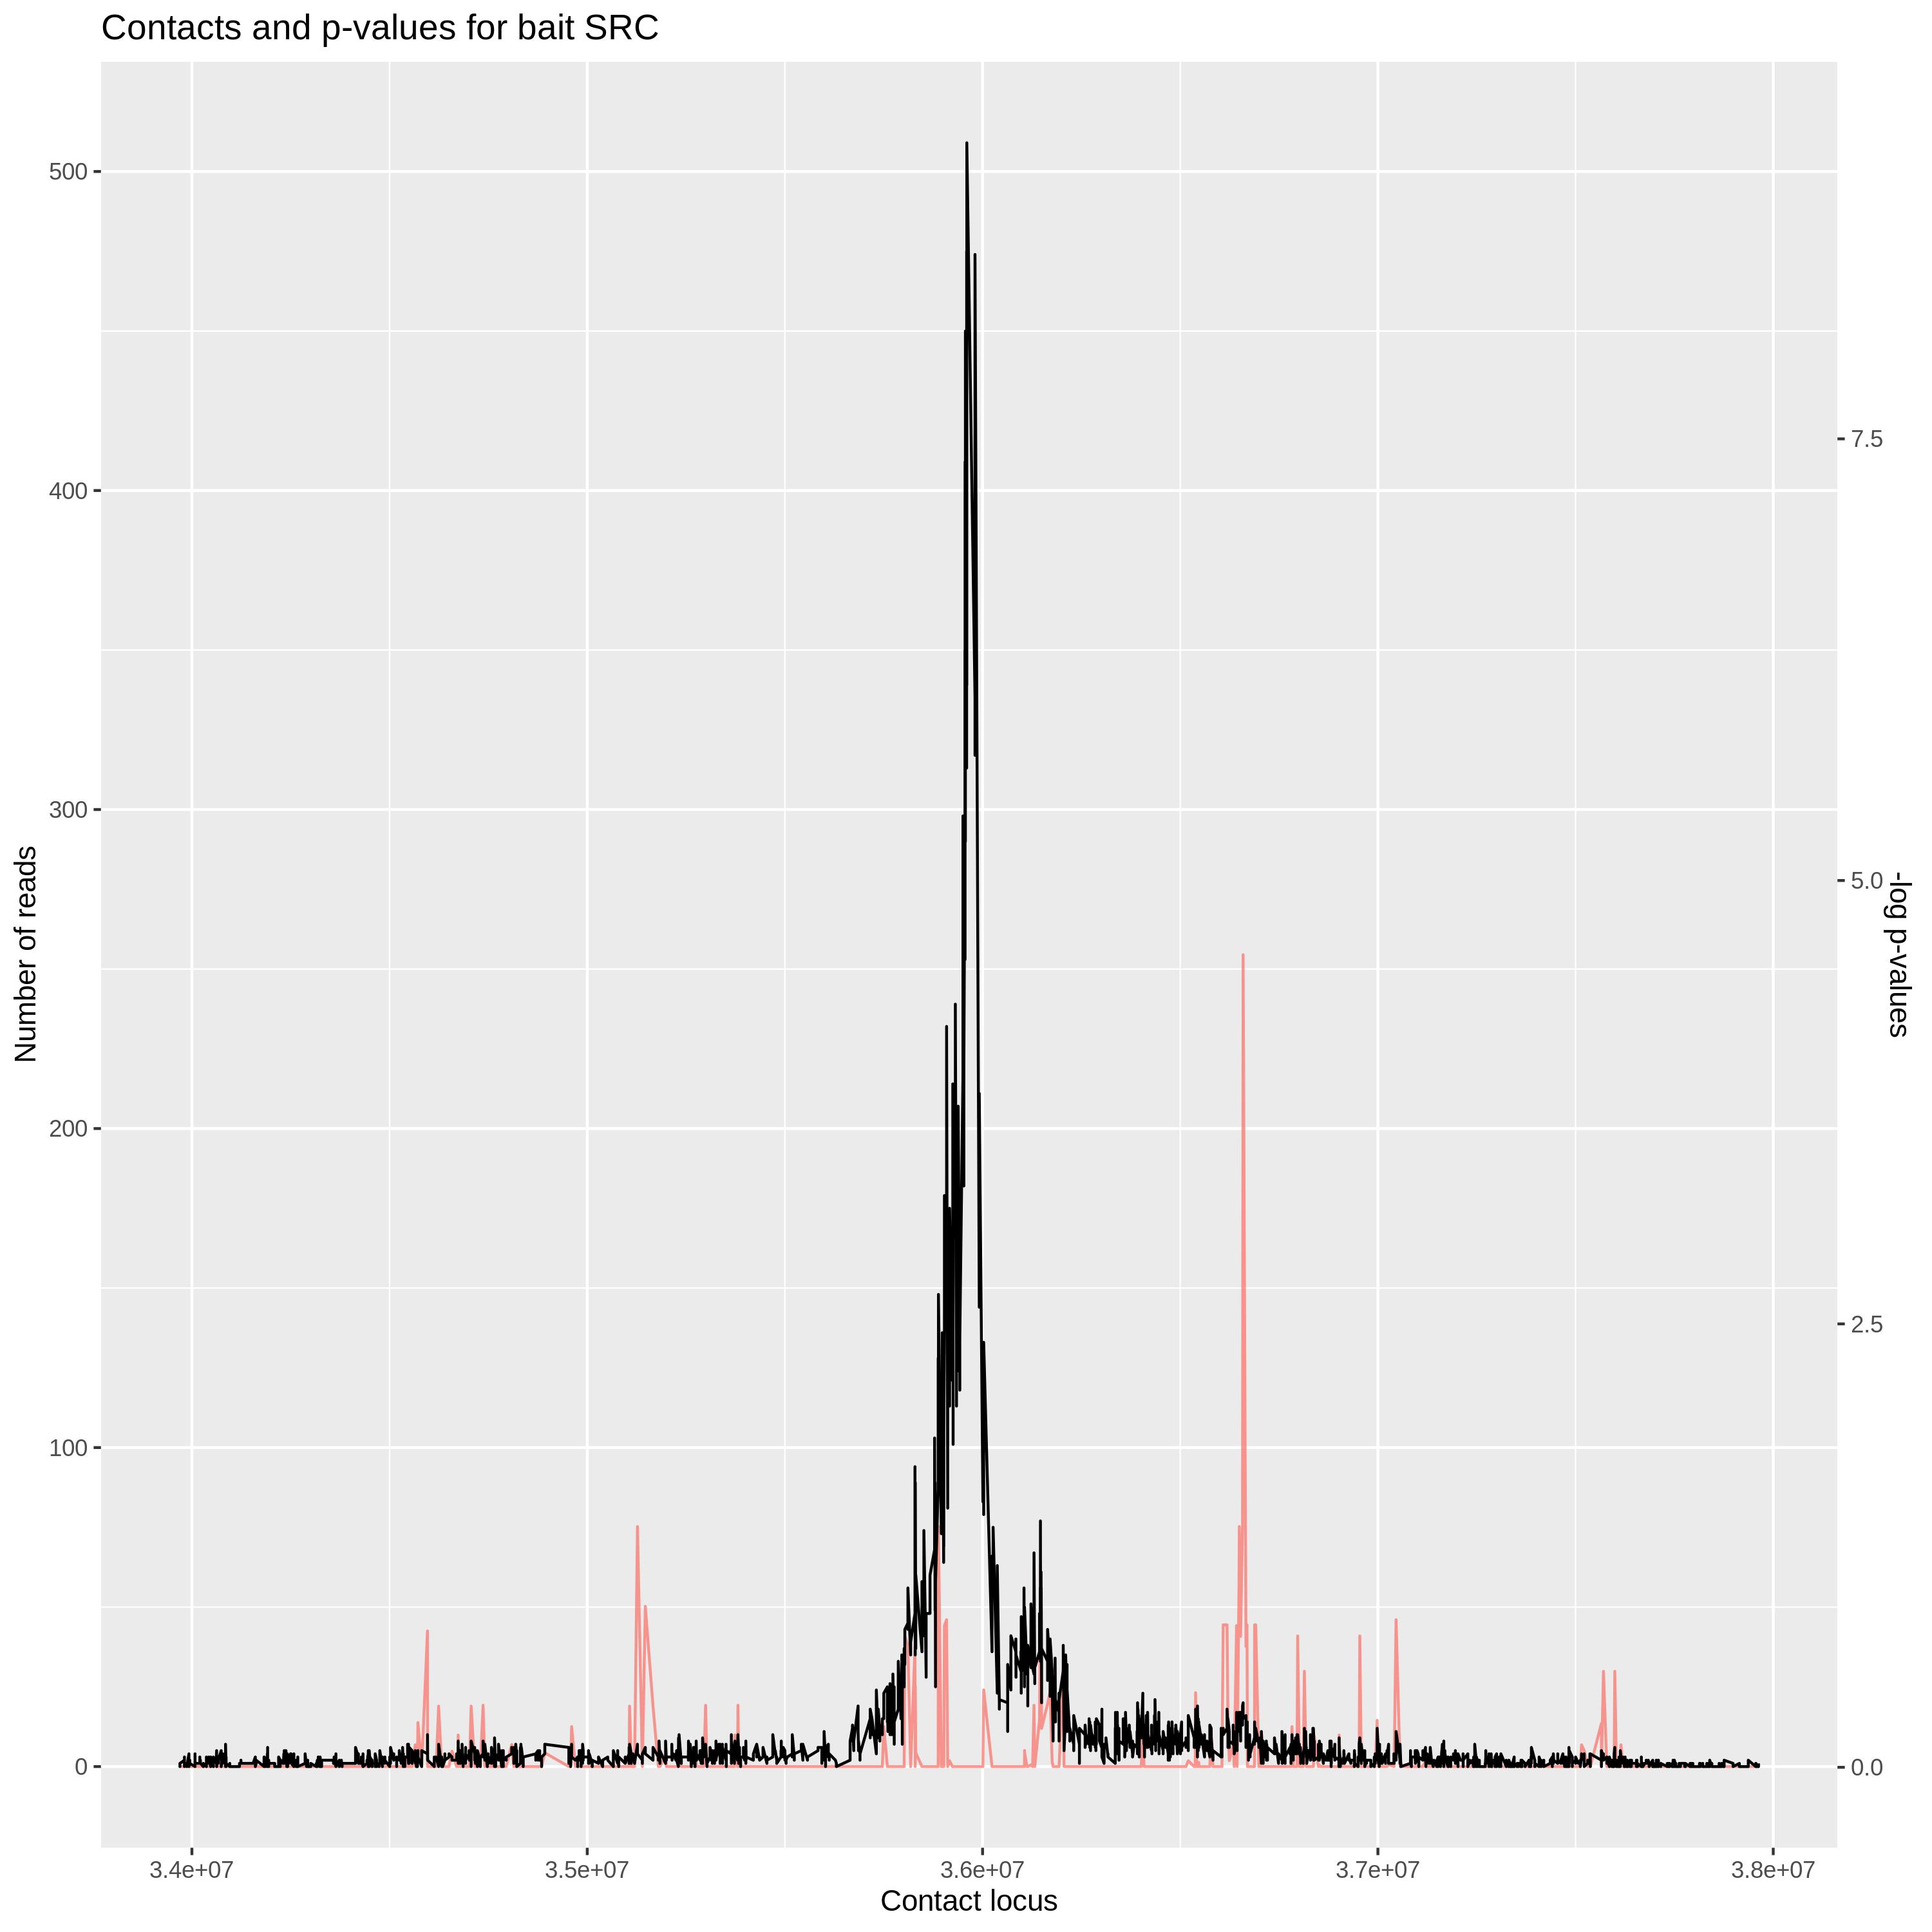 Contacts and p-values for bait SRC
Number of reads
500
400
300
200
100
0
7.5
5.0
2.5
0.0
-log p-values
3.4e+07
3.5e+07
3.6e+07
3.7e+07
3.8e+07
Contact locus